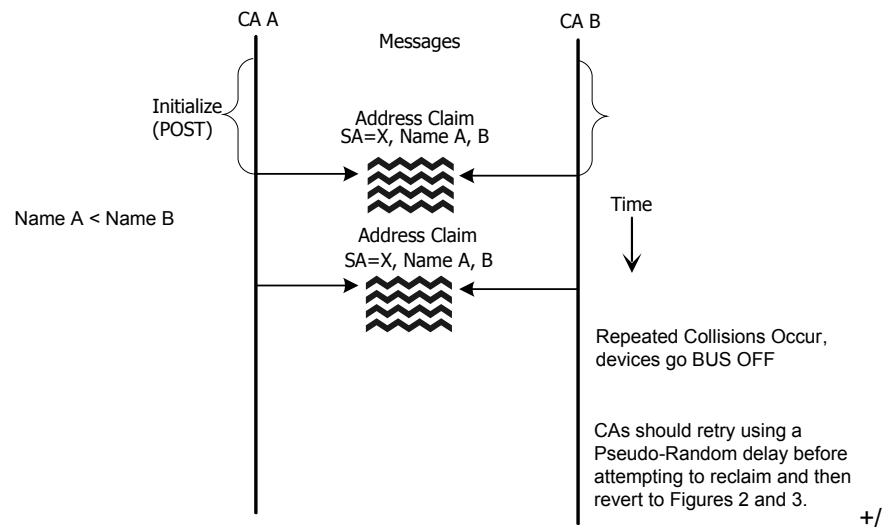 CA A
Messages
CA B
Initialize
(POST)
Address Claim
SA=X, Name A, B
Name A < Name B
Time
Address Claim
SA=X, Name A, B
Repeated Collisions Occur,
devices go BUS OFF
CAs should retry using a
Pseudo-Random delay before
attempting to reclaim and then
revert to Figures 2 and 3.
+/